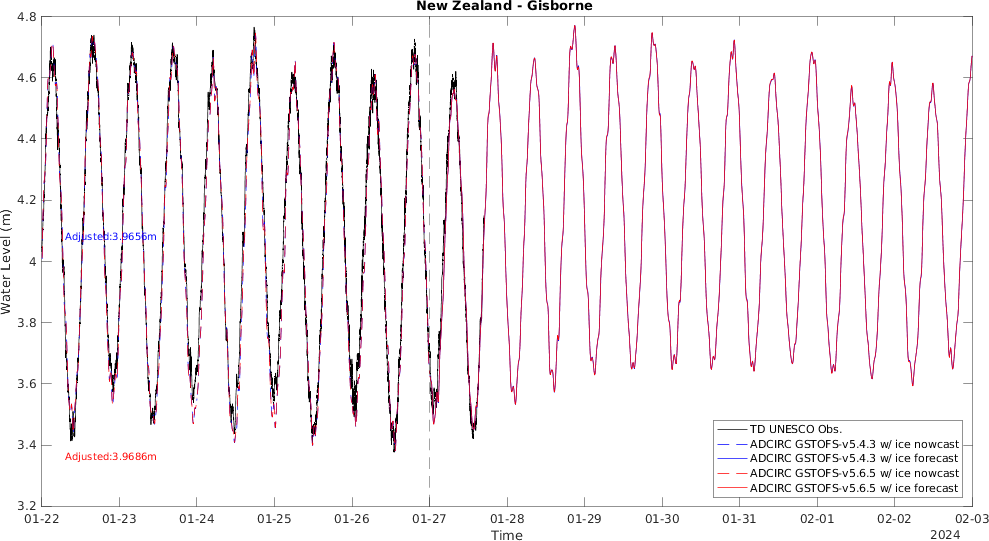 New Zealand - Gisborne
4.8
4.6
4.4
4.2
4
3.8
3.6
3.4
3.2
Water Level (m)
Adjusted:3.9656m
Adjusted:3.9686m
TD UNESCO Obs.
ADCIRC GSTOFS-v5.4.3 w/ ice nowcast
ADCIRC GSTOFS-v5.4.3 w/ ice forecast
ADCIRC GSTOFS-v5.6.5 w/ ice nowcast
ADCIRC GSTOFS-v5.6.5 w/ ice forecast
01-22 01-23 01-24 01-25 01-26 01-27 01-28 01-29 01-30 01-31 02-01 02-02 02-03
Time
2024